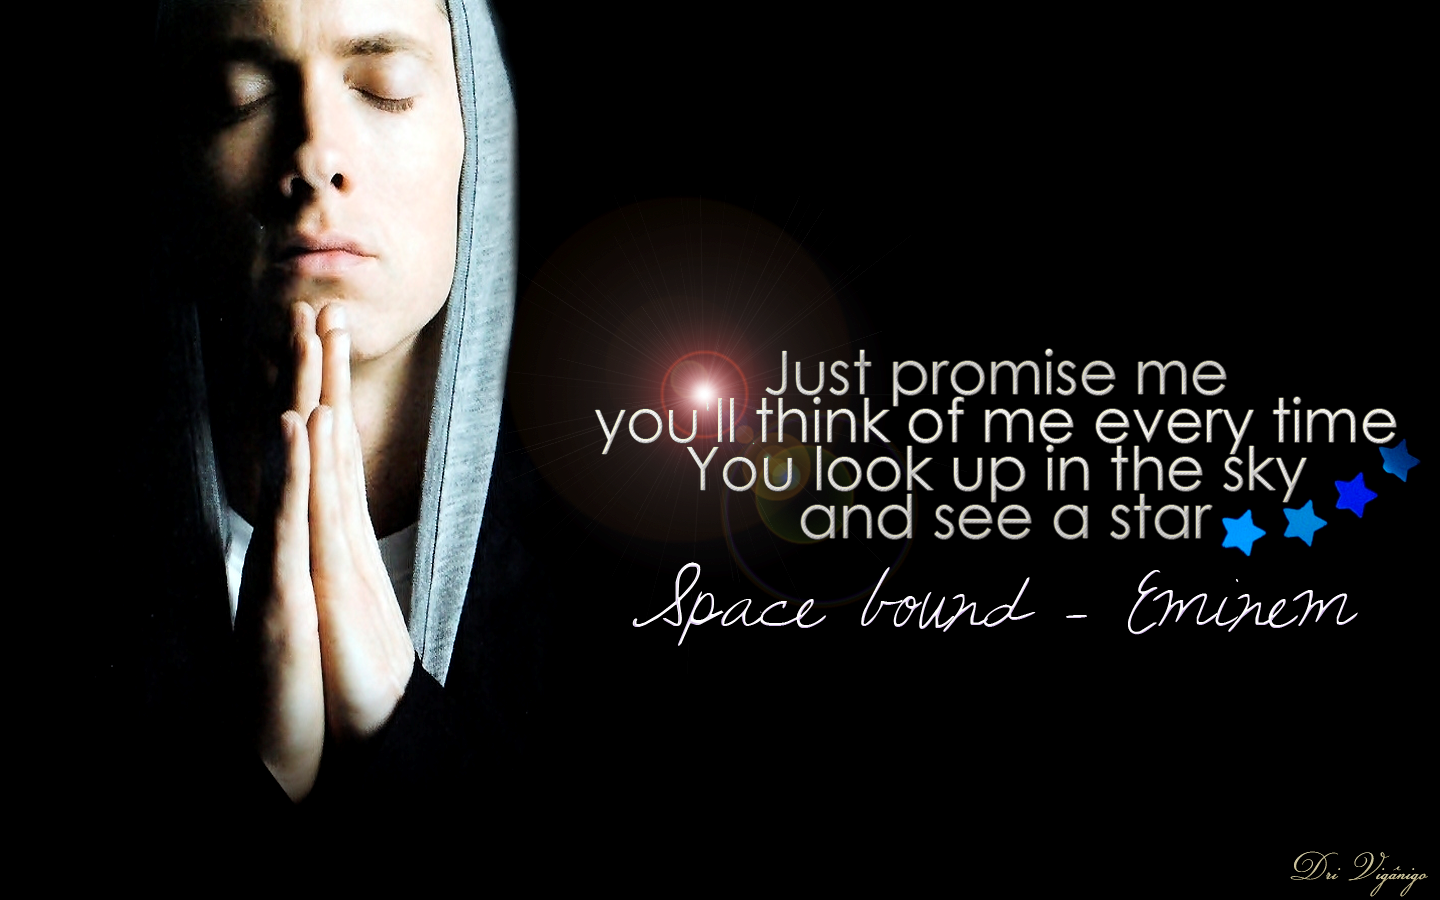 Just promise me
you'll think of me every time
You look up in the sky
and see a star
Space bound - Eminem
Dri Vigânigo